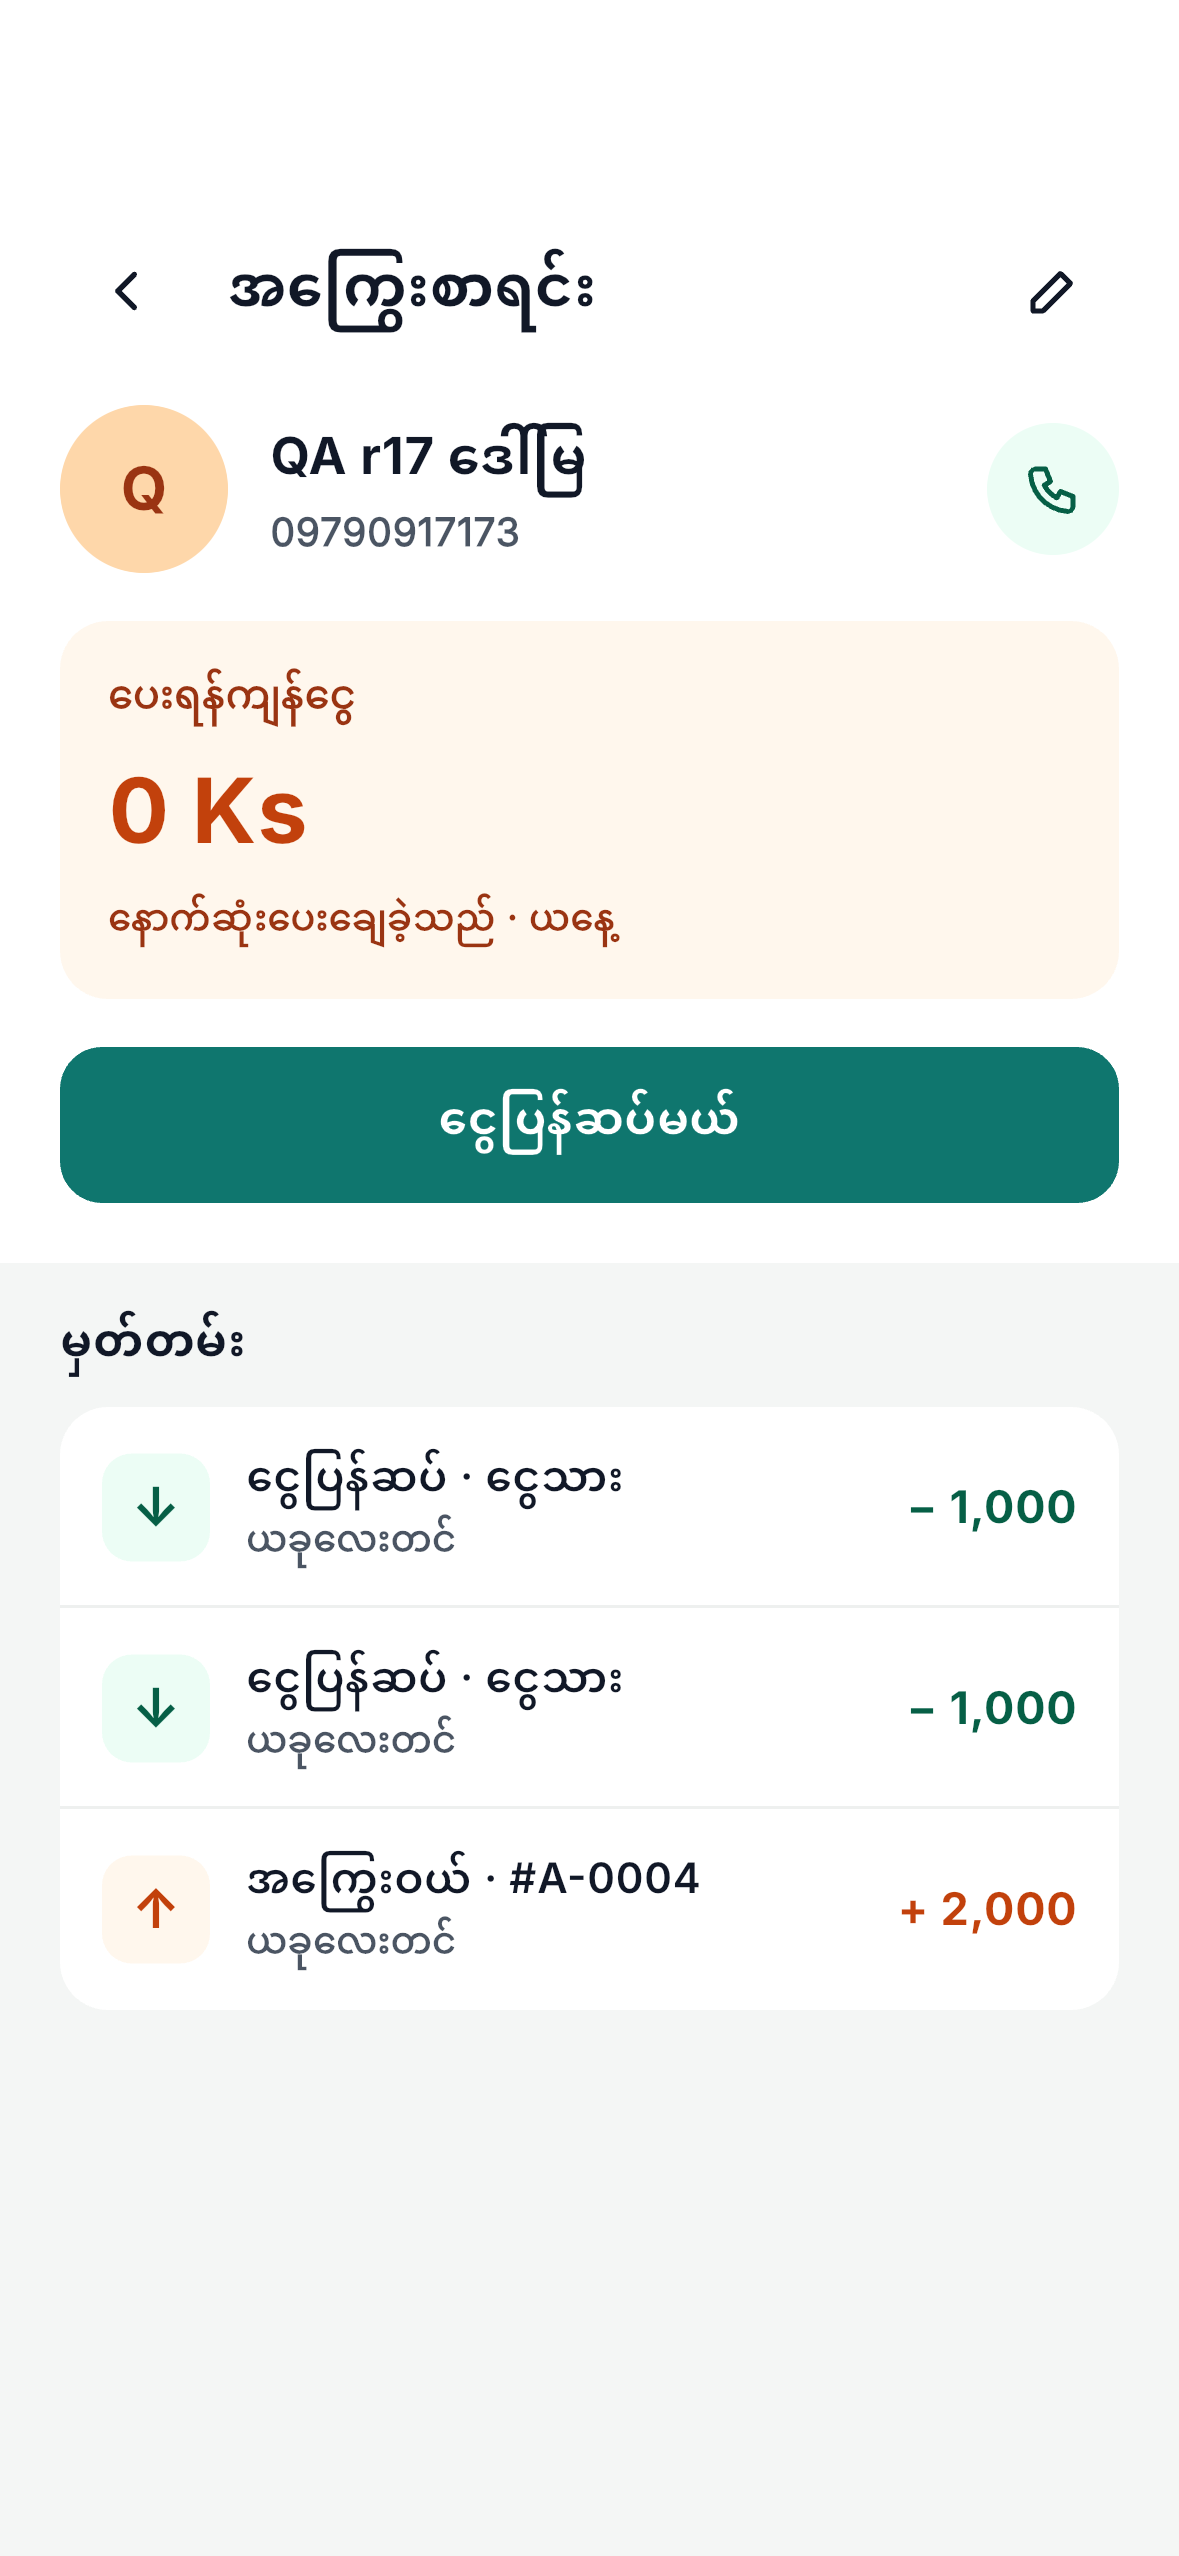 အကြွေးစာရင်း
Q
QA r17 ဒေါ်မြ
09790917173
ပေးရန်ကျန်ငွေ
0 Ks
နောက်ဆုံးပေးချေခဲ့သည် · ယနေ့
ငွေပြန်ဆပ်မယ်
မှတ်တမ်း
ငွေပြန်ဆပ် · ငွေသား
– 1,000
ယခုလေးတင်
ငွေပြန်ဆပ် · ငွေသား
– 1,000
ယခုလေးတင်
အကြွေးဝယ် · #A-0004
+ 2,000
ယခုလေးတင်